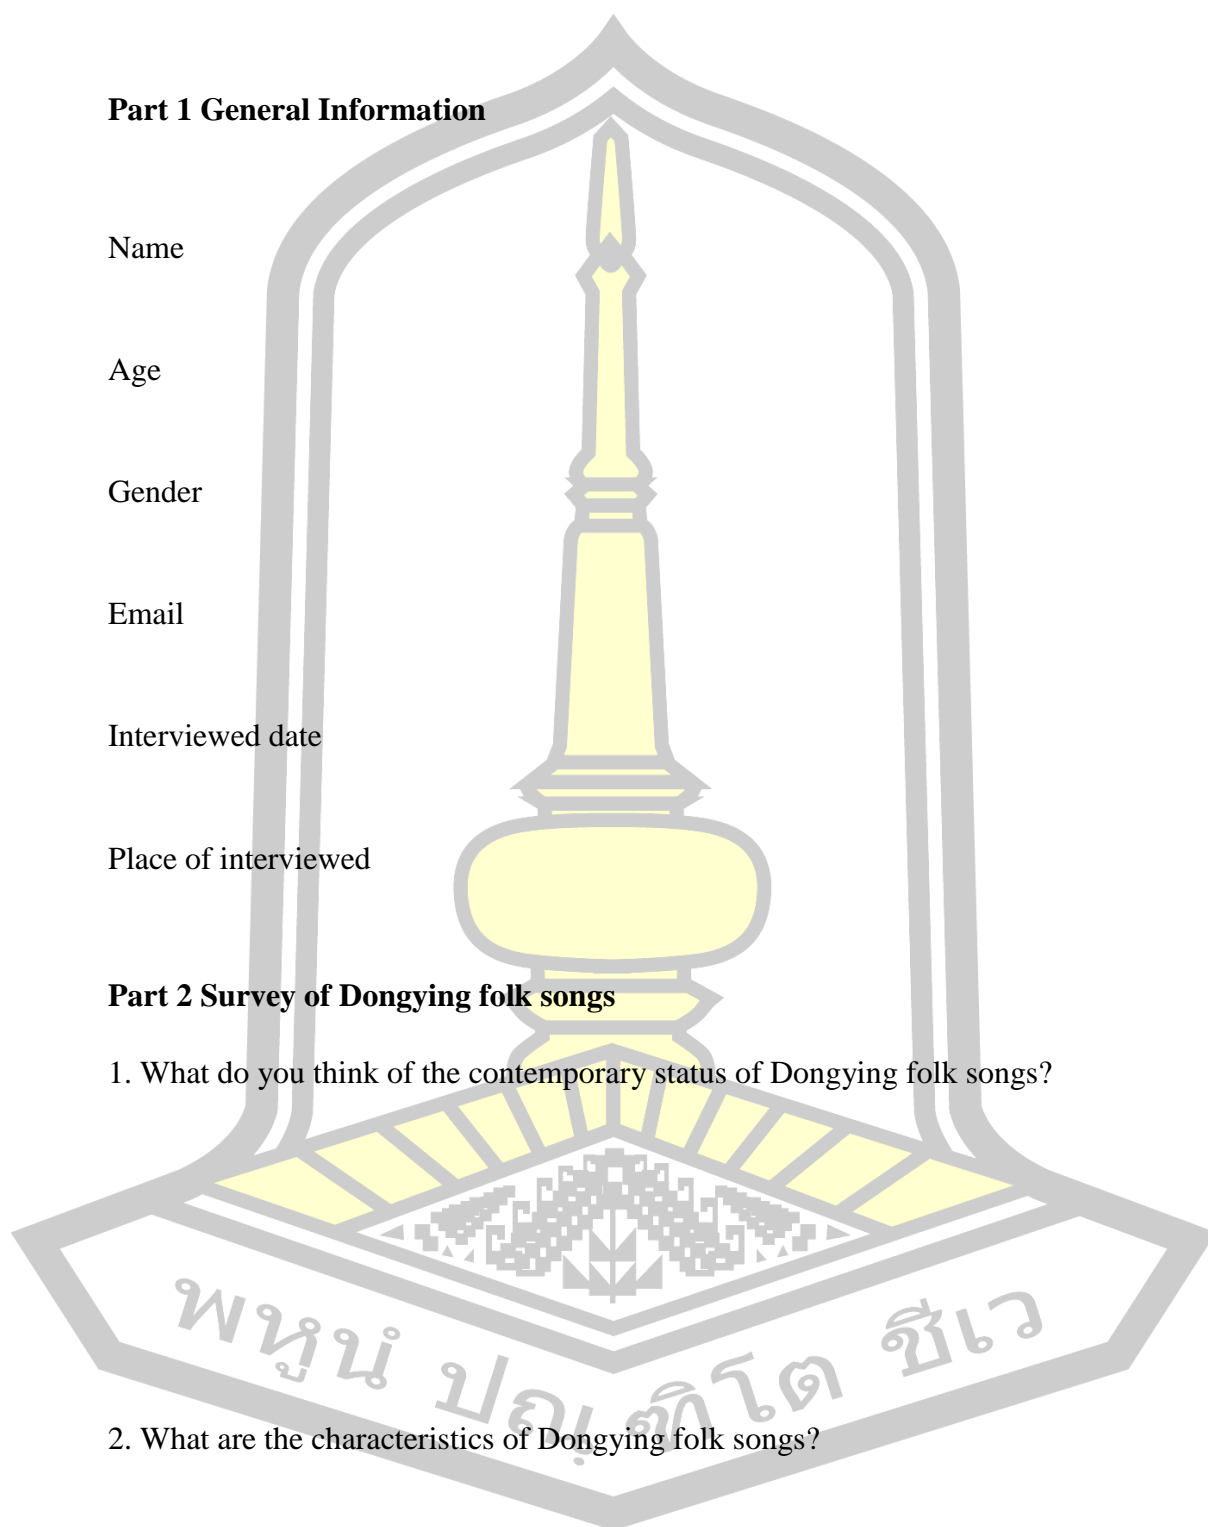 Part 1 General Information
Name
Age
Gender
Email
Interviewed date
Place of interviewed
Part 2 Survey of Dongying folk songs
1. What do you think of the contemporary status of Dongying folk songs?
พหูนํ ปณฺฑิโต ชีเว
2. What are the characteristics of Dongying folk songs?